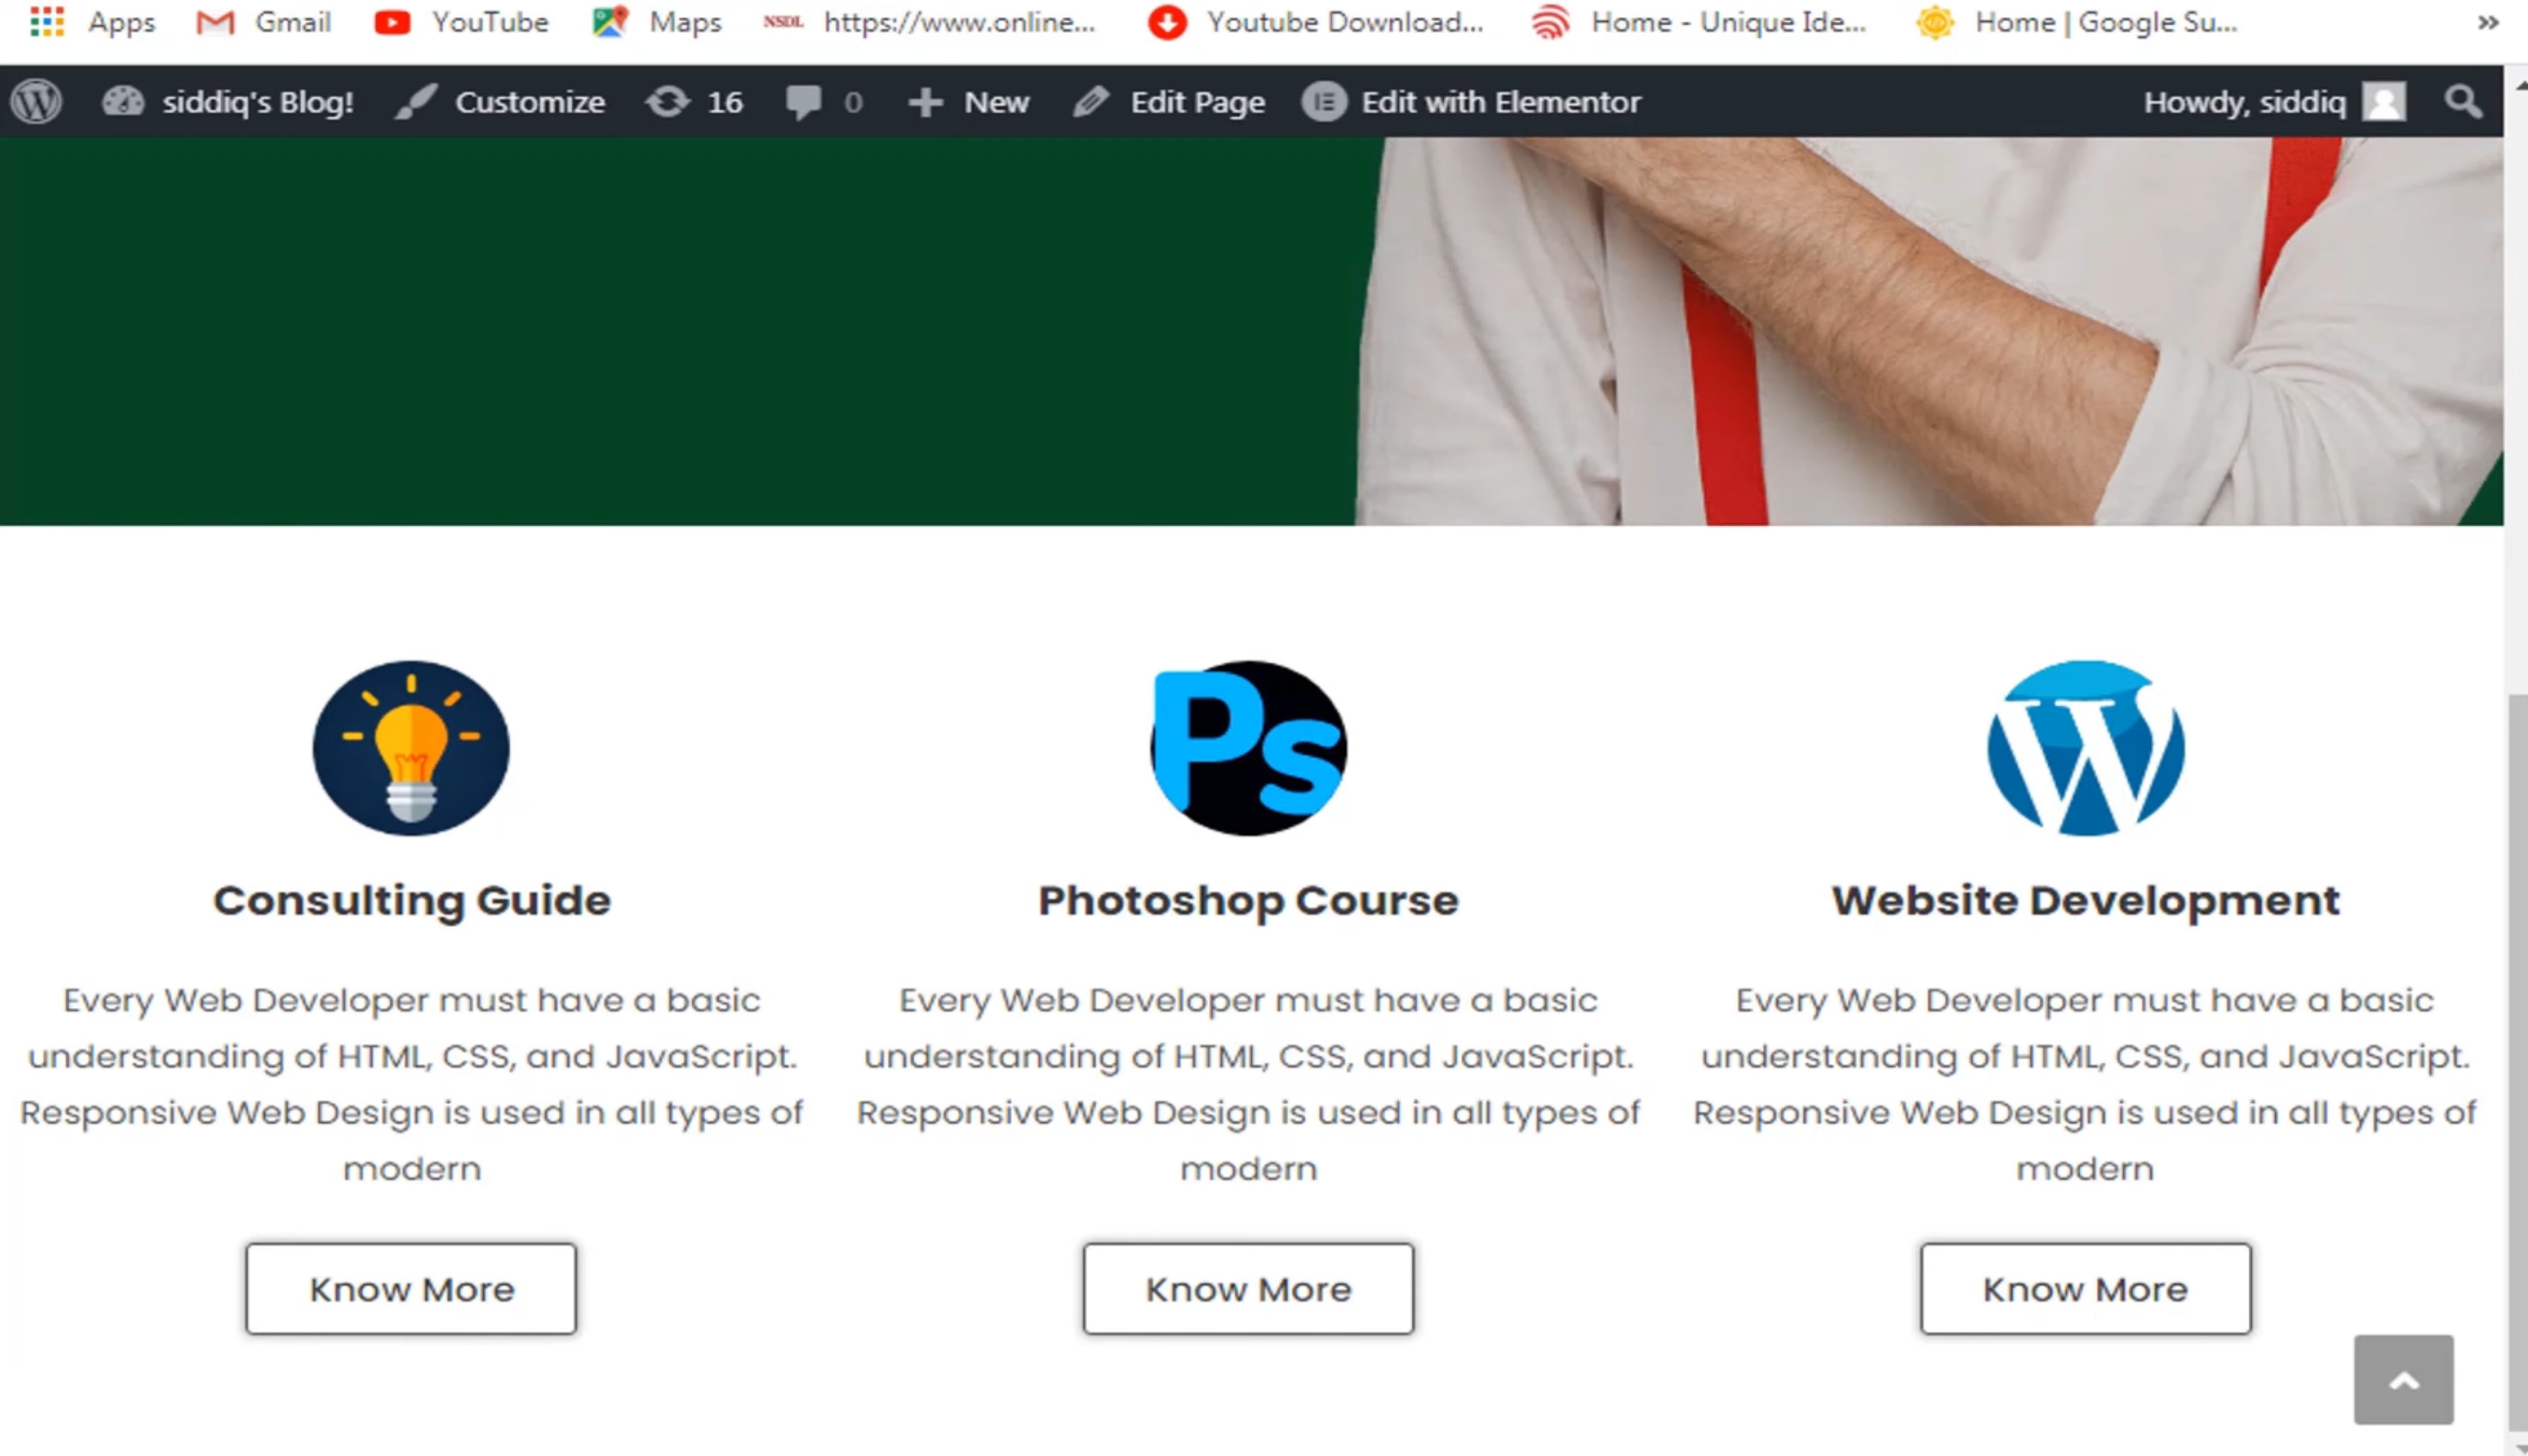 Apps Gmail YouTube Maps NSDL https://www.online... Youtube Download... Home - Unique Ide... Home | Google Su... »
siddiq's Blog! Customize 16 0 New Edit Page Edit with Elementor Howdy, siddiq
Ps
Consulting Guide
Every Web Developer must have a basic
understanding of HTML, CSS, and JavaScript.
Responsive Web Design is used in all types of
modern
Know More
Photoshop Course
Every Web Developer must have a basic
understanding of HTML, CSS, and JavaScript.
Responsive Web Design is used in all types of
modern
Know More
Website Development
Every Web Developer must have a basic
understanding of HTML, CSS, and JavaScript.
Responsive Web Design is used in all types of
modern
Know More